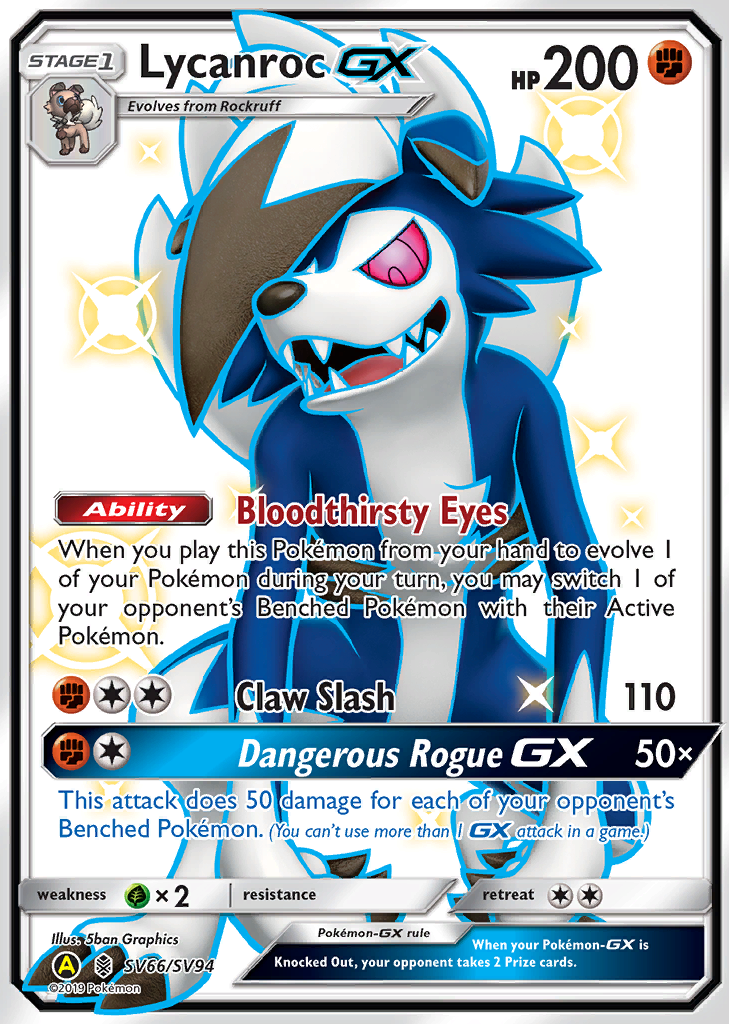 STAGE1
Lycanroc GX
HP 200
Evolves from Rockruff
Ability Bloodthirsty Eyes
When you play this Pokémon from your hand to evolve 1
of your Pokémon during your turn, you may switch 1 of
your opponent's Benched Pokémon with their Active
Pokémon.
Claw Slash 110
Dangerous Rogue GX 50×
This attack does 50 damage for each of your opponent's
Benched Pokémon. (You can't use more than 1 GX attack in a game.)
weakness × 2 resistance retreat
Illus. 5ban Graphics
A SV66/SV94
©2019 Pokémon
Pokémon-GX rule
When your Pokémon-GX is
Knocked Out, your opponent takes 2 Prize cards.